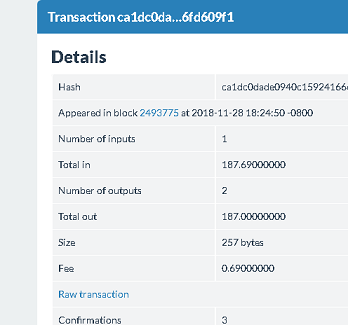 Transaction ca1dc0da...6fd609f1
Details
Hash ca1dc0dade0940c15924166
Appeared in block 2493775 at 2018-11-28 18:24:50 -0800
Number of inputs 1
Total in 187.69000000
Number of outputs 2
Total out 187.00000000
Size 257 bytes
Fee 0.69000000
Raw transaction
Confirmations 3